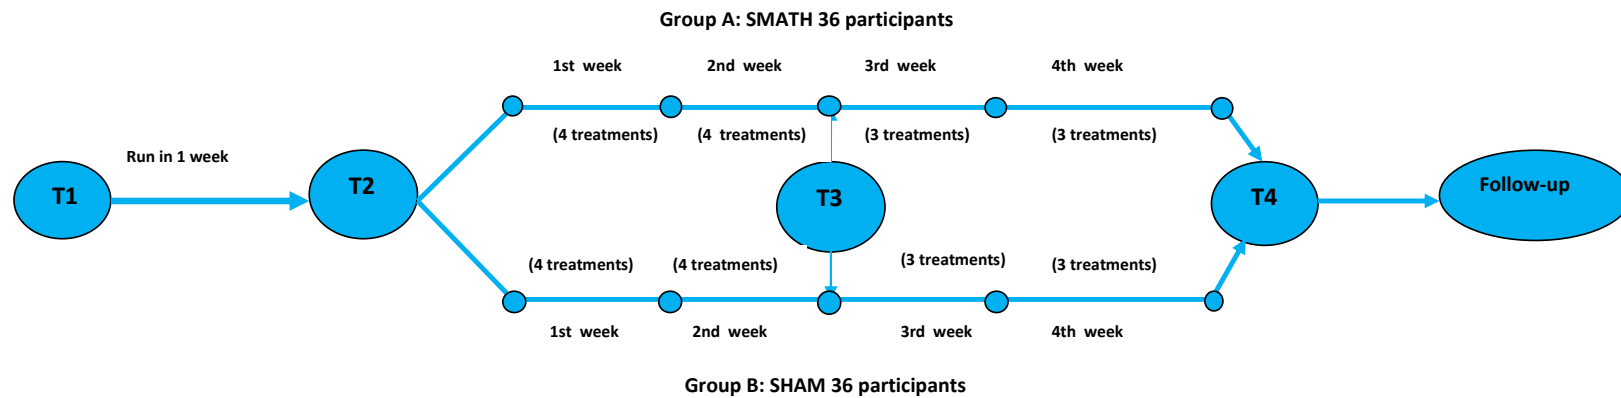 Group A: SMATH 36 participants
1st week 2nd week 3rd week 4th week
(4 treatments) (4 treatments) (3 treatments) (3 treatments)
Run in 1 week
T1 T2 T3 T4 Follow-up
(4 treatments) (4 treatments) (3 treatments) (3 treatments)
1st week 2nd week 3rd week 4th week
Group B: SHAM 36 participants